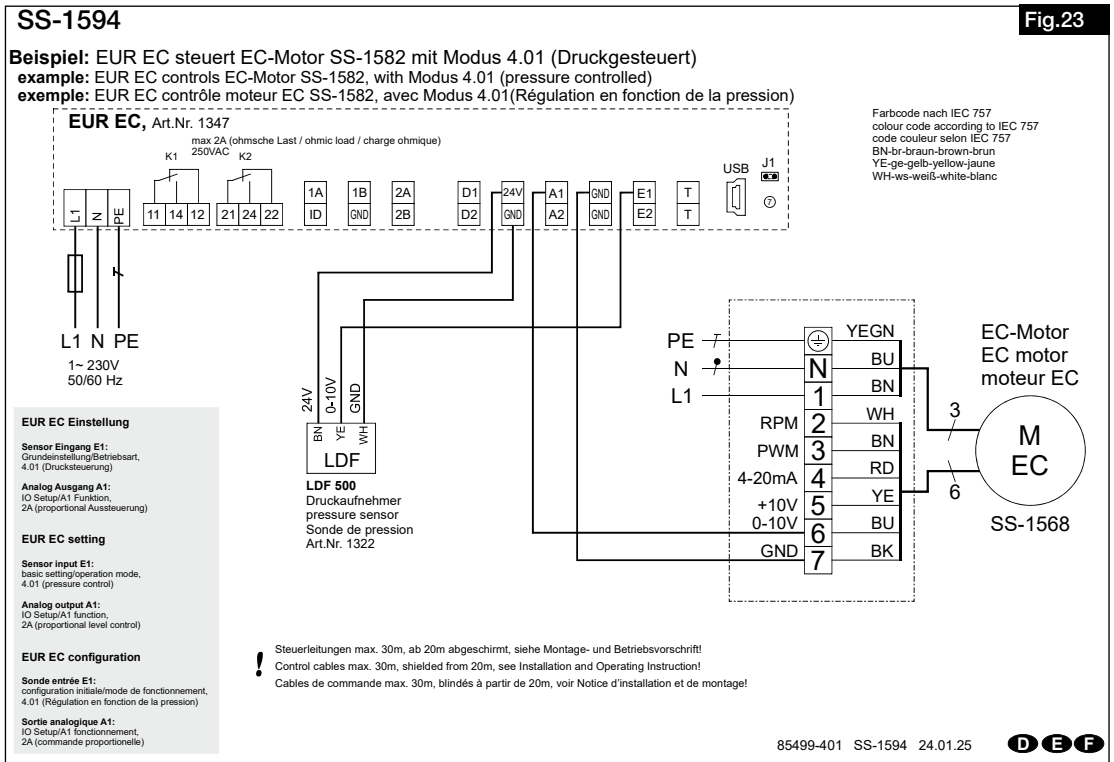 SS-1594
Fig.23
Beispiel: EUR EC steuert EC-Motor SS-1582 mit Modus 4.01 (Druckgesteuert)
example: EUR EC controls EC-Motor SS-1582, with Modus 4.01 (pressure controlled)
exemple: EUR EC contrôle moteur EC SS-1582, avec Modus 4.01(Régulation en fonction de la pression)
Farbcode nach IEC 757
colour code according to IEC 757
code couleur selon IEC 757
BN-br-braun-brown-brun
YE-ge-gelb-yellow-jaune
WH-ws-weiß-white-blanc
EUR EC, Art.Nr. 1347
max 2A (ohmsche Last / ohmic load / charge ohmique)
250VAC
K1 K2
USB J1
L1 N PE
11 14 12 21 24 22
1A 1B 2A D1 24V A1 GND E1 T
ID GND 2B D2 GND A2 GND E2 T
7
L1 N PE
1~ 230V
50/60 Hz
24V 0-10V GND
BN YE WH
LDF
LDF 500
Druckaufnehmer
pressure sensor
Sonde de pression
Art.Nr. 1322
PE YEGN
N N BU
L1 1 BN
RPM 2 WH
PWM 3 BN
4-20mA 4 RD
+10V 5 YE
0-10V 6 BU
GND 7 BK
3
6
EC-Motor
EC motor
moteur EC
M
EC
SS-1568
EUR EC Einstellung
Sensor Eingang E1:
Grundeinstellung/Betriebsart,
4.01 (Drucksteuerung)
Analog Ausgang A1:
IO Setup/A1 Funktion,
2A (proportional Aussteuerung)
EUR EC setting
Sensor input E1:
basic setting/operation mode,
4.01 (pressure control)
Analog output A1:
IO Setup/A1 function,
2A (proportional level control)
EUR EC configuration
Sonde entrée E1:
configuration initiale/mode de fonctionnement,
4.01 (Régulation en fonction de la pression)
Sortie analogique A1:
IO Setup/A1 fonctionnement,
2A (commande proportionelle)
!
Steuerleitungen max. 30m, ab 20m abgeschirmt, siehe Montage- und Betriebsvorschrift!
Control cables max. 30m, shielded from 20m, see Installation and Operating Instruction!
Cables de commande max. 30m, blindés à partir de 20m, voir Notice d'installation et de montage!
85499-401 SS-1594 24.01.25
D E F